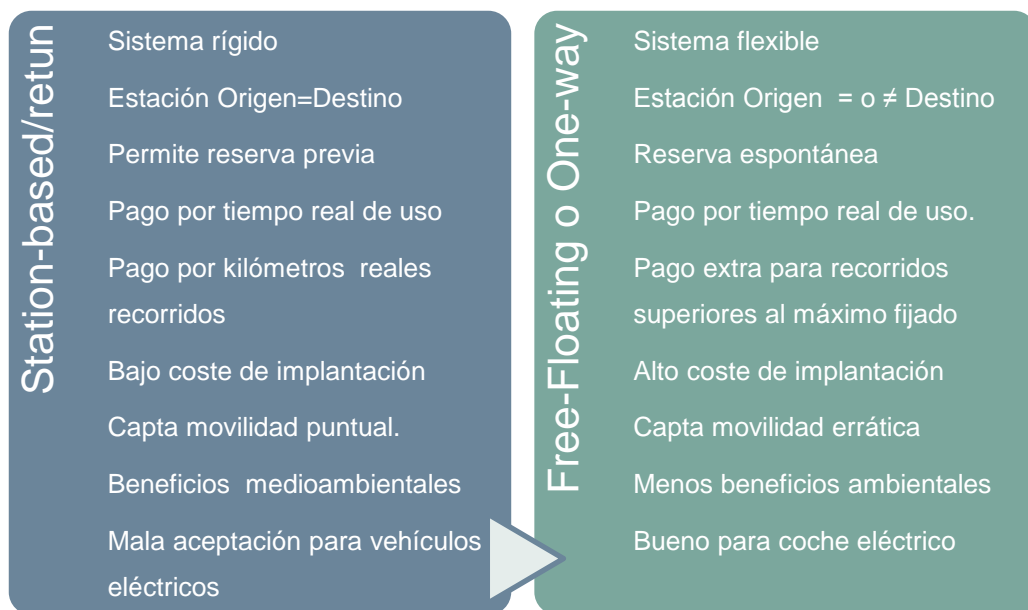 Station-based/retun
Sistema rígido
Estación Origen=Destino
Permite reserva previa
Pago por tiempo real de uso
Pago por kilómetros reales
recorridos
Bajo coste de implantación
Capta movilidad puntual.
Beneficios medioambientales
Mala aceptación para vehículos
eléctricos
Free-Floating o One-way
Sistema flexible
Estación Origen = o ≠ Destino
Reserva espontánea
Pago por tiempo real de uso.
Pago extra para recorridos
superiores al máximo fijado
Alto coste de implantación
Capta movilidad errática
Menos beneficios ambientales
Bueno para coche eléctrico